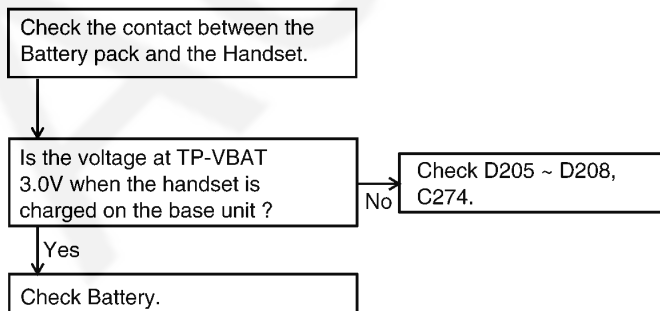 Check the contact between the
Battery pack and the Handset.
Is the voltage at TP-VBAT
3.0V when the handset is
charged on the base unit ?
No
Check D205 ~ D208,
C274.
Yes
Check Battery.